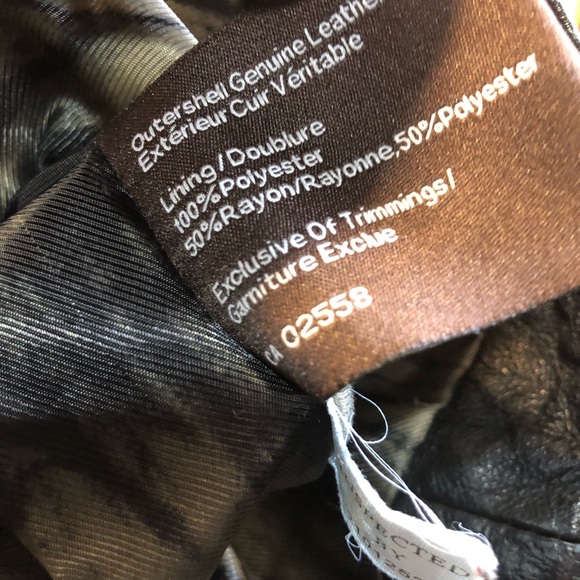 Outershell Genuine Leather
Extérieur Cuir Véritable
Lining / Doublure
100% Polyester
50% Rayon/Rayonne, 50% Polyester
Exclusive Of Trimmings/
Garniture Exclue
CA 02558